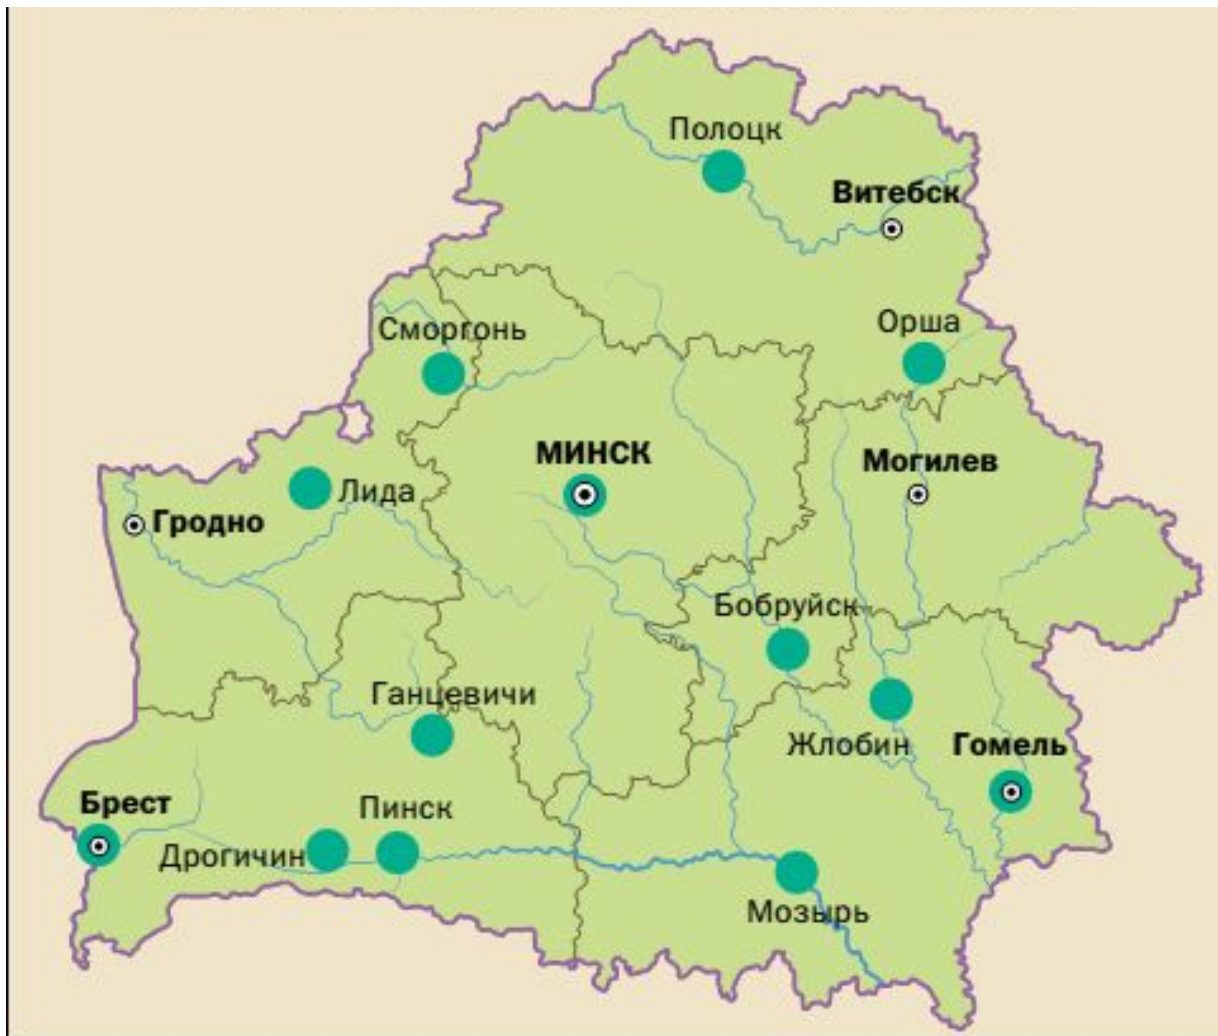 Полоцк
Витебск
Орша
Сморгонь
МИНСК
Могилев
Лида
Гродно
Бобруйск
Ганцевичи
Жлобин
Гомель
Брест
Пинск
Дрогичин
Мозырь